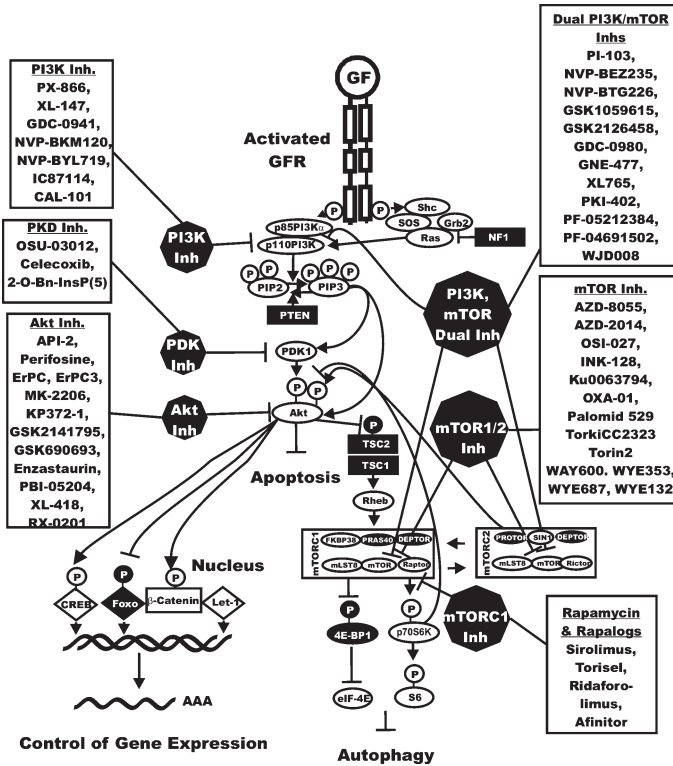 PI3K Inh.
PX-866,
XL-147,
GDC-0941,
NVP-BKM120,
NVP-BYL719,
IC87114,
CAL-101
PKD Inh.
OSU-03012,
Celecoxib,
2-O-Bn-InsP(5)
Akt Inh.
API-2,
Perifosine,
ErPC, ErPC3,
MK-2206,
KP372-1,
GSK2141795,
GSK690693,
Enzastaurin,
PBI-05204,
XL-418,
RX-0201
PI3K
Inh
PDK
Inh
Akt
Inh
GF
Activated
GFR
P
P
Shc
p85PI3Kα
SOS
Grb2
p110PI3K
Ras
NF1
P
P
P
P
P
PIP2
PIP3
PTEN
PDK1
P
P
Akt
P
TSC2
TSC1
Apoptosis
Rheb
mTORC1
FKBP38
PRAS40
DEPTOR
mLST8
mTOR
Raptor
mTORC2
PROTOR
SIN1
DEPTOR
mLST8
mTOR
Rictor
P
4E-BP1
eIF-4E
P
p70S6K
P
S6
Autophagy
Nucleus
P
P
P
CREB
Foxo
β-Catenin
Let-1
AAA
Control of Gene Expression
PI3K,
mTOR
Dual Inh
mTOR1/2
Inh
mTORC1
Inh
Dual PI3K/mTOR
Inhs
PI-103,
NVP-BEZ235,
NVP-BTG226,
GSK1059615,
GSK2126458,
GDC-0980,
GNE-477,
XL765,
PKI-402,
PF-05212384,
PF-04691502,
WJD008
mTOR Inh.
AZD-8055,
AZD-2014,
OSI-027,
INK-128,
Ku0063794,
OXA-01,
Palomid 529
TorkiCC2323
Torin2
WAY600. WYE353,
WYE687, WYE132
Rapamycin
& Rapalogs
Sirolimus,
Torisel,
Ridaforo-
limus,
Afinitor